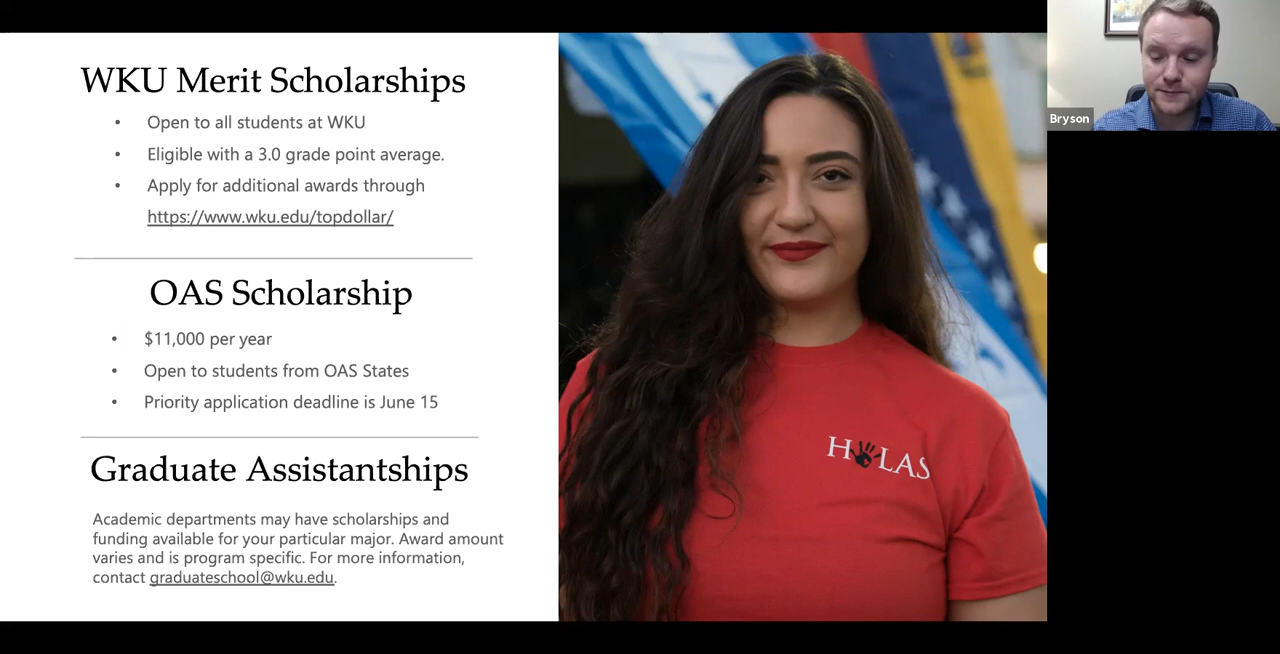 WKU Merit Scholarships
• Open to all students at WKU
• Eligible with a 3.0 grade point average.
• Apply for additional awards through
https://www.wku.edu/topdollar/
OAS Scholarship
• $11,000 per year
• Open to students from OAS States
• Priority application deadline is June 15
Graduate Assistantships
Academic departments may have scholarships and
funding available for your particular major. Award amount
varies and is program specific. For more information,
contact graduateschool@wku.edu.
HOLAS
Bryson